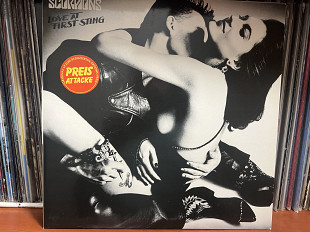 SCORPIONS
LOVE AT
FIRST STING
PREIS
ATTACKE